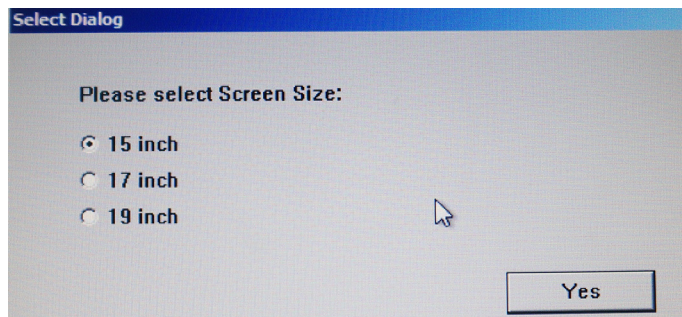 Select Dialog
Please select Screen Size:
15 inch
17 inch
19 inch
Yes